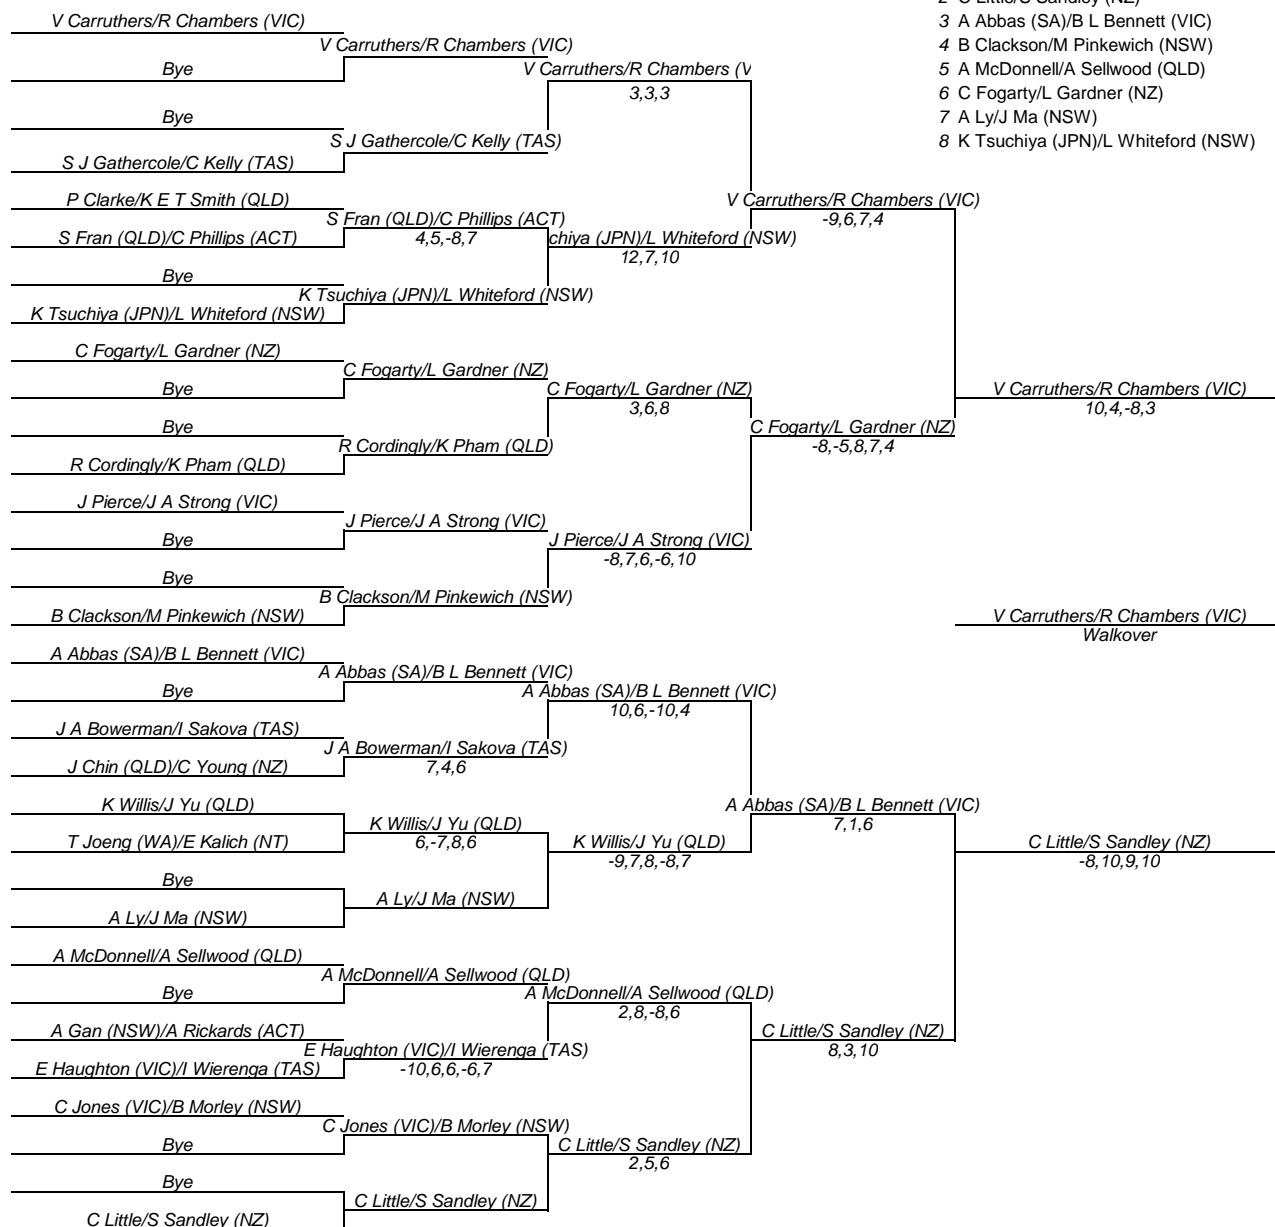 2 C Little/S Sandley (NZ)
3 A Abbas (SA)/B L Bennett (VIC)
4 B Clackson/M Pinkewich (NSW)
5 A McDonnell/A Sellwood (QLD)
6 C Fogarty/L Gardner (NZ)
7 A Ly/J Ma (NSW)
8 K Tsuchiya (JPN)/L Whiteford (NSW)
V Carruthers/R Chambers (VIC)
Bye
Bye
S J Gathercole/C Kelly (TAS)
P Clarke/K E T Smith (QLD)
S Fran (QLD)/C Phillips (ACT)
Bye
K Tsuchiya (JPN)/L Whiteford (NSW)
C Fogarty/L Gardner (NZ)
Bye
Bye
R Cordingly/K Pham (QLD)
J Pierce/J A Strong (VIC)
Bye
Bye
B Clackson/M Pinkewich (NSW)
A Abbas (SA)/B L Bennett (VIC)
Bye
J A Bowerman/I Sakova (TAS)
J Chin (QLD)/C Young (NZ)
K Willis/J Yu (QLD)
T Joeng (WA)/E Kalich (NT)
Bye
A Ly/J Ma (NSW)
A McDonnell/A Sellwood (QLD)
Bye
A Gan (NSW)/A Rickards (ACT)
E Haughton (VIC)/I Wierenga (TAS)
C Jones (VIC)/B Morley (NSW)
Bye
Bye
C Little/S Sandley (NZ)
V Carruthers/R Chambers (VIC)
S J Gathercole/C Kelly (TAS)
S Fran (QLD)/C Phillips (ACT)
4,5,-8,7
K Tsuchiya (JPN)/L Whiteford (NSW)
C Fogarty/L Gardner (NZ)
R Cordingly/K Pham (QLD)
J Pierce/J A Strong (VIC)
B Clackson/M Pinkewich (NSW)
A Abbas (SA)/B L Bennett (VIC)
J A Bowerman/I Sakova (TAS)
7,4,6
K Willis/J Yu (QLD)
6,-7,8,6
A Ly/J Ma (NSW)
A McDonnell/A Sellwood (QLD)
E Haughton (VIC)/I Wierenga (TAS)
-10,6,6,-6,7
C Jones (VIC)/B Morley (NSW)
C Little/S Sandley (NZ)
V Carruthers/R Chambers (V
3,3,3
chiya (JPN)/L Whiteford (NSW)
12,7,10
C Fogarty/L Gardner (NZ)
3,6,8
J Pierce/J A Strong (VIC)
-8,7,6,-6,10
A Abbas (SA)/B L Bennett (VIC)
10,6,-10,4
K Willis/J Yu (QLD)
-9,7,8,-8,7
A McDonnell/A Sellwood (QLD)
2,8,-8,6
C Little/S Sandley (NZ)
2,5,6
V Carruthers/R Chambers (VIC)
-9,6,7,4
C Fogarty/L Gardner (NZ)
-8,-5,8,7,4
A Abbas (SA)/B L Bennett (VIC)
7,1,6
C Little/S Sandley (NZ)
8,3,10
V Carruthers/R Chambers (VIC)
10,4,-8,3
C Little/S Sandley (NZ)
-8,10,9,10
V Carruthers/R Chambers (VIC)
Walkover